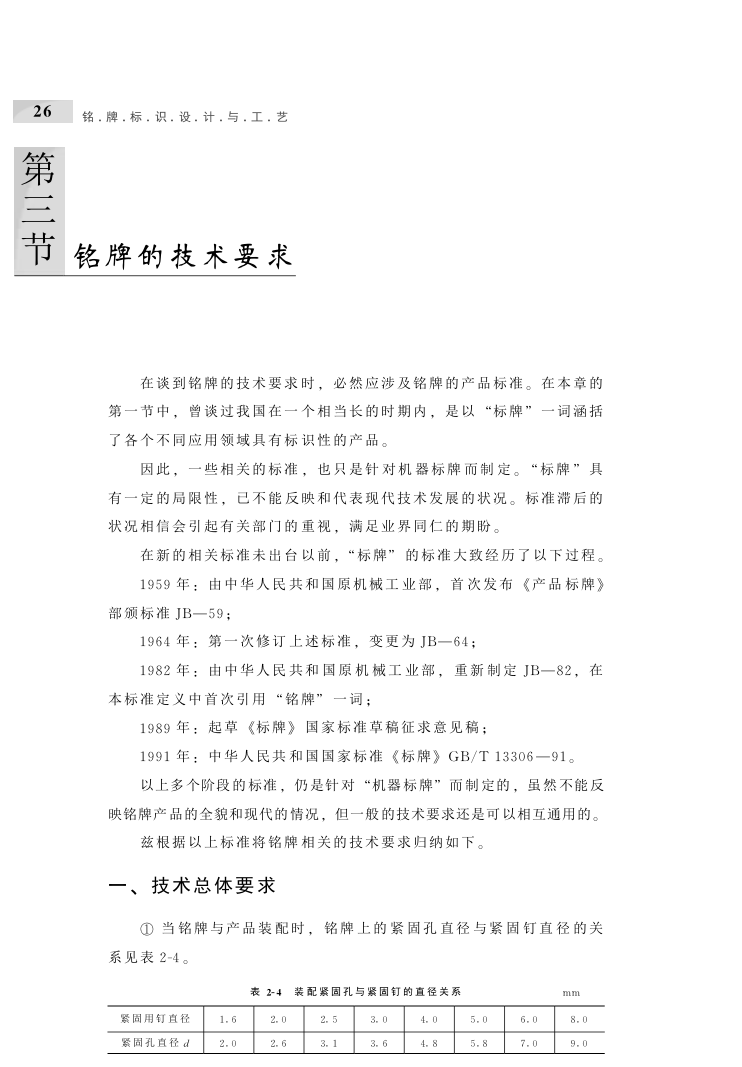 26
铭.牌.标.识.设.计.与.工.艺
第三节
铭牌的技术要求
在谈到铭牌的技术要求时，必然应涉及铭牌的产品标准。在本章的
第一节中，曾谈过我国在一个相当长的时期内，是以“标牌”一词涵括
了各个不同应用领域具有标识性的产品。
因此，一些相关的标准，也只是针对机器标牌而制定。“标牌”具
有一定的局限性，已不能反映和代表现代技术发展的状况。标准滞后的
状况相信会引起有关部门的重视，满足业界同仁的期盼。
在新的相关标准未出台以前，“标牌”的标准大致经历了以下过程。
1959 年：由中华人民共和国原机械工业部，首次发布《产品标牌》
部颁标准 JB—59；
1964 年：第一次修订上述标准，变更为 JB—64；
1982 年：由中华人民共和国原机械工业部，重新制定 JB—82，在
本标准定义中首次引用“铭牌”一词；
1989 年：起草《标牌》国家标准草稿征求意见稿；
1991 年：中华人民共和国国家标准《标牌》GB/T 13306—91。
以上多个阶段的标准，仍是针对“机器标牌”而制定的，虽然不能反
映铭牌产品的全貌和现代的情况，但一般的技术要求还是可以相互通用的。
兹根据以上标准将铭牌相关的技术要求归纳如下。
一、技术总体要求
① 当铭牌与产品装配时，铭牌上的紧固孔直径与紧固钉直径的关
系见表 2-4。
表 2-4 装配紧固孔与紧固钉的直径关系 mm
紧固用钉直径 1.6 2.0 2.5 3.0 4.0 5.0 6.0 8.0
紧固孔直径 d 2.0 2.6 3.1 3.6 4.8 5.8 7.0 9.0